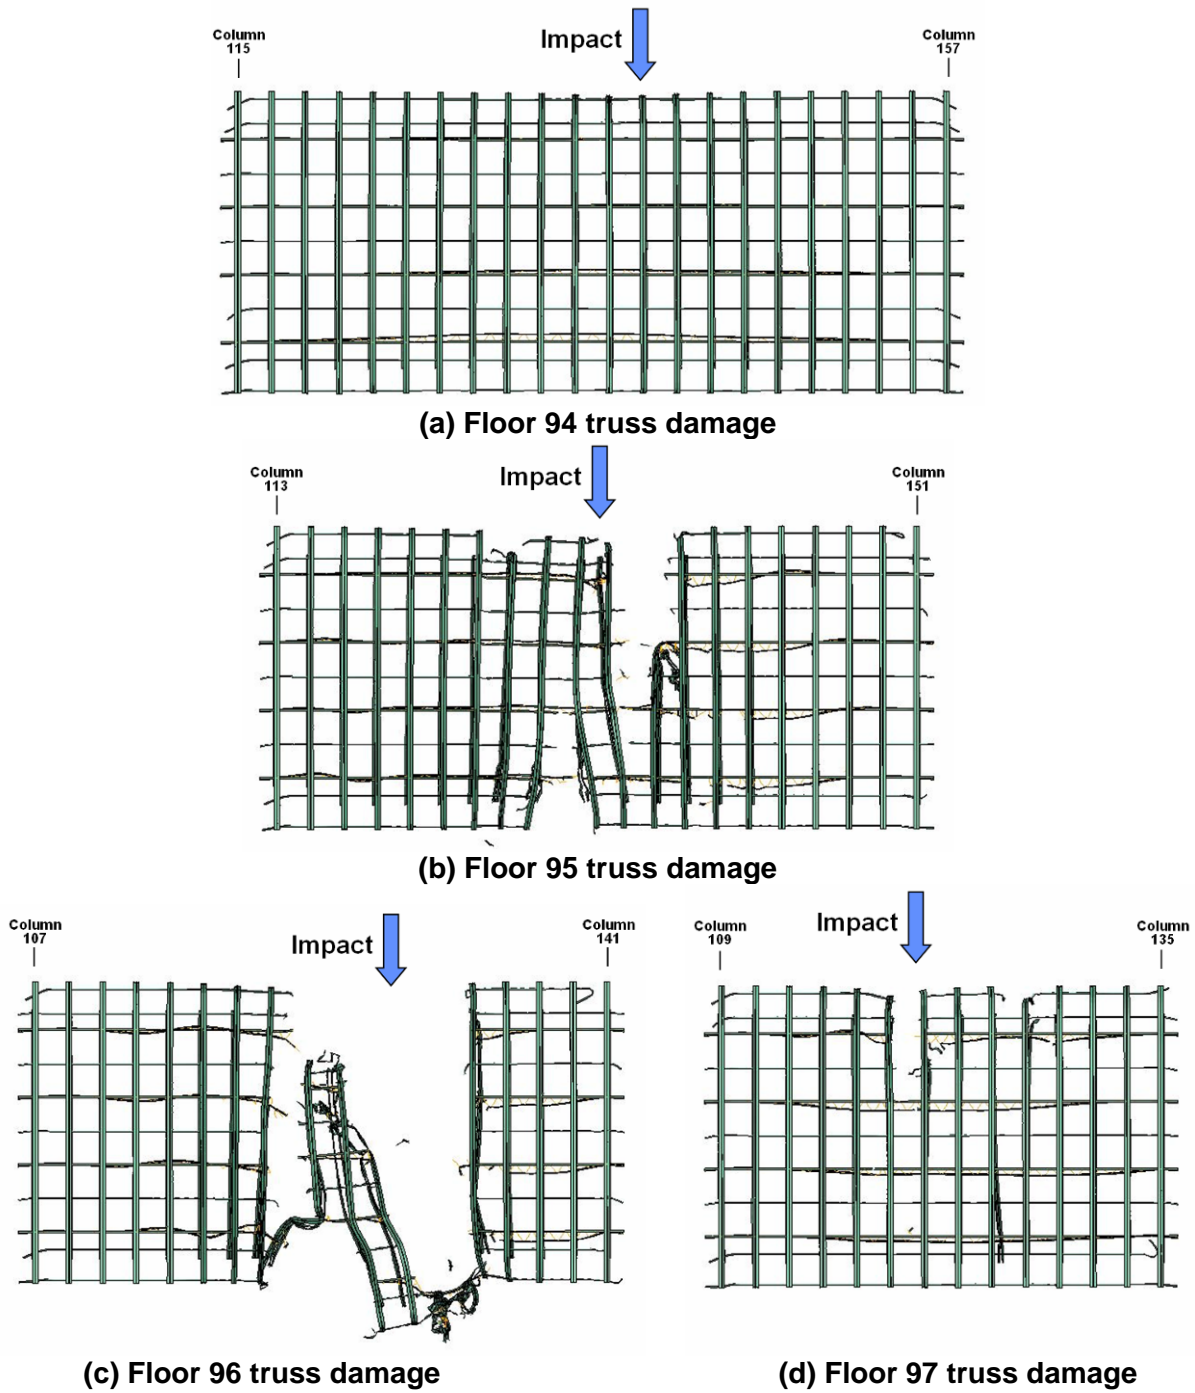 Column
115
Impact
Column
157
(a) Floor 94 truss damage
Column
113
Impact
Column
151
(b) Floor 95 truss damage
Column
107
Impact
Column
141
Column
109
Impact
Column
135
(c) Floor 96 truss damage
(d) Floor 97 truss damage